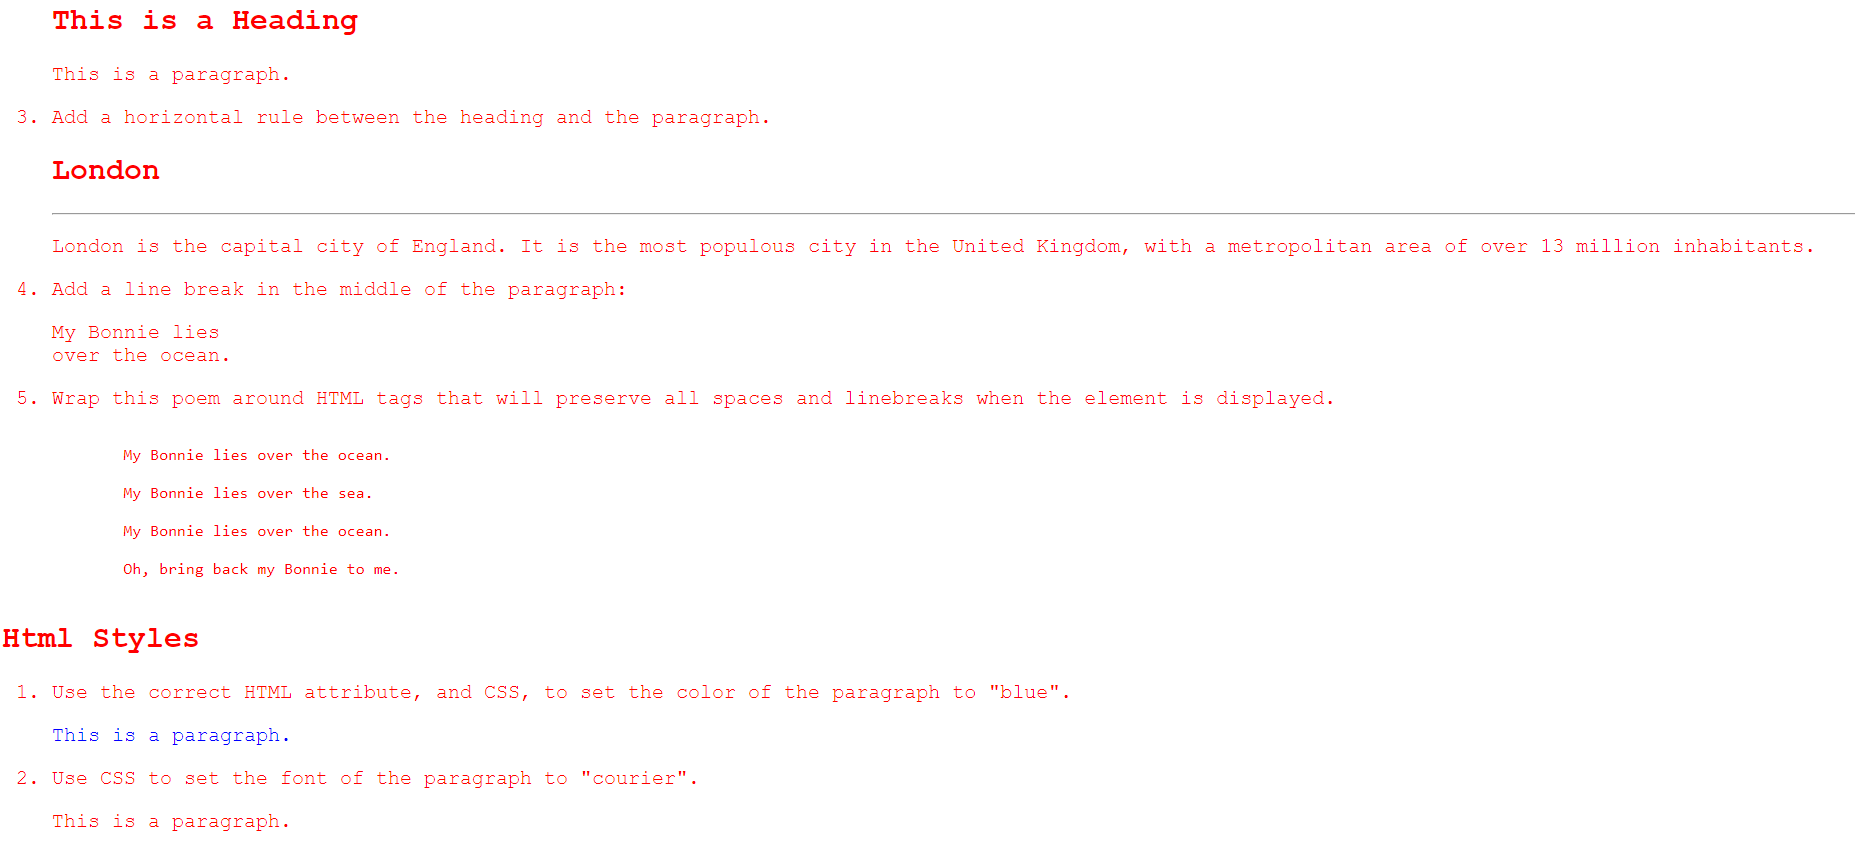 This is a Heading
This is a paragraph.
3. Add a horizontal rule between the heading and the paragraph.
London
London is the capital city of England. It is the most populous city in the United Kingdom, with a metropolitan area of over 13 million inhabitants.
4. Add a line break in the middle of the paragraph:
My Bonnie lies
over the ocean.
5. Wrap this poem around HTML tags that will preserve all spaces and linebreaks when the element is displayed.
My Bonnie lies over the ocean.
My Bonnie lies over the sea.
My Bonnie lies over the ocean.
Oh, bring back my Bonnie to me.
Html Styles
1. Use the correct HTML attribute, and CSS, to set the color of the paragraph to "blue".
This is a paragraph.
2. Use CSS to set the font of the paragraph to "courier".
This is a paragraph.